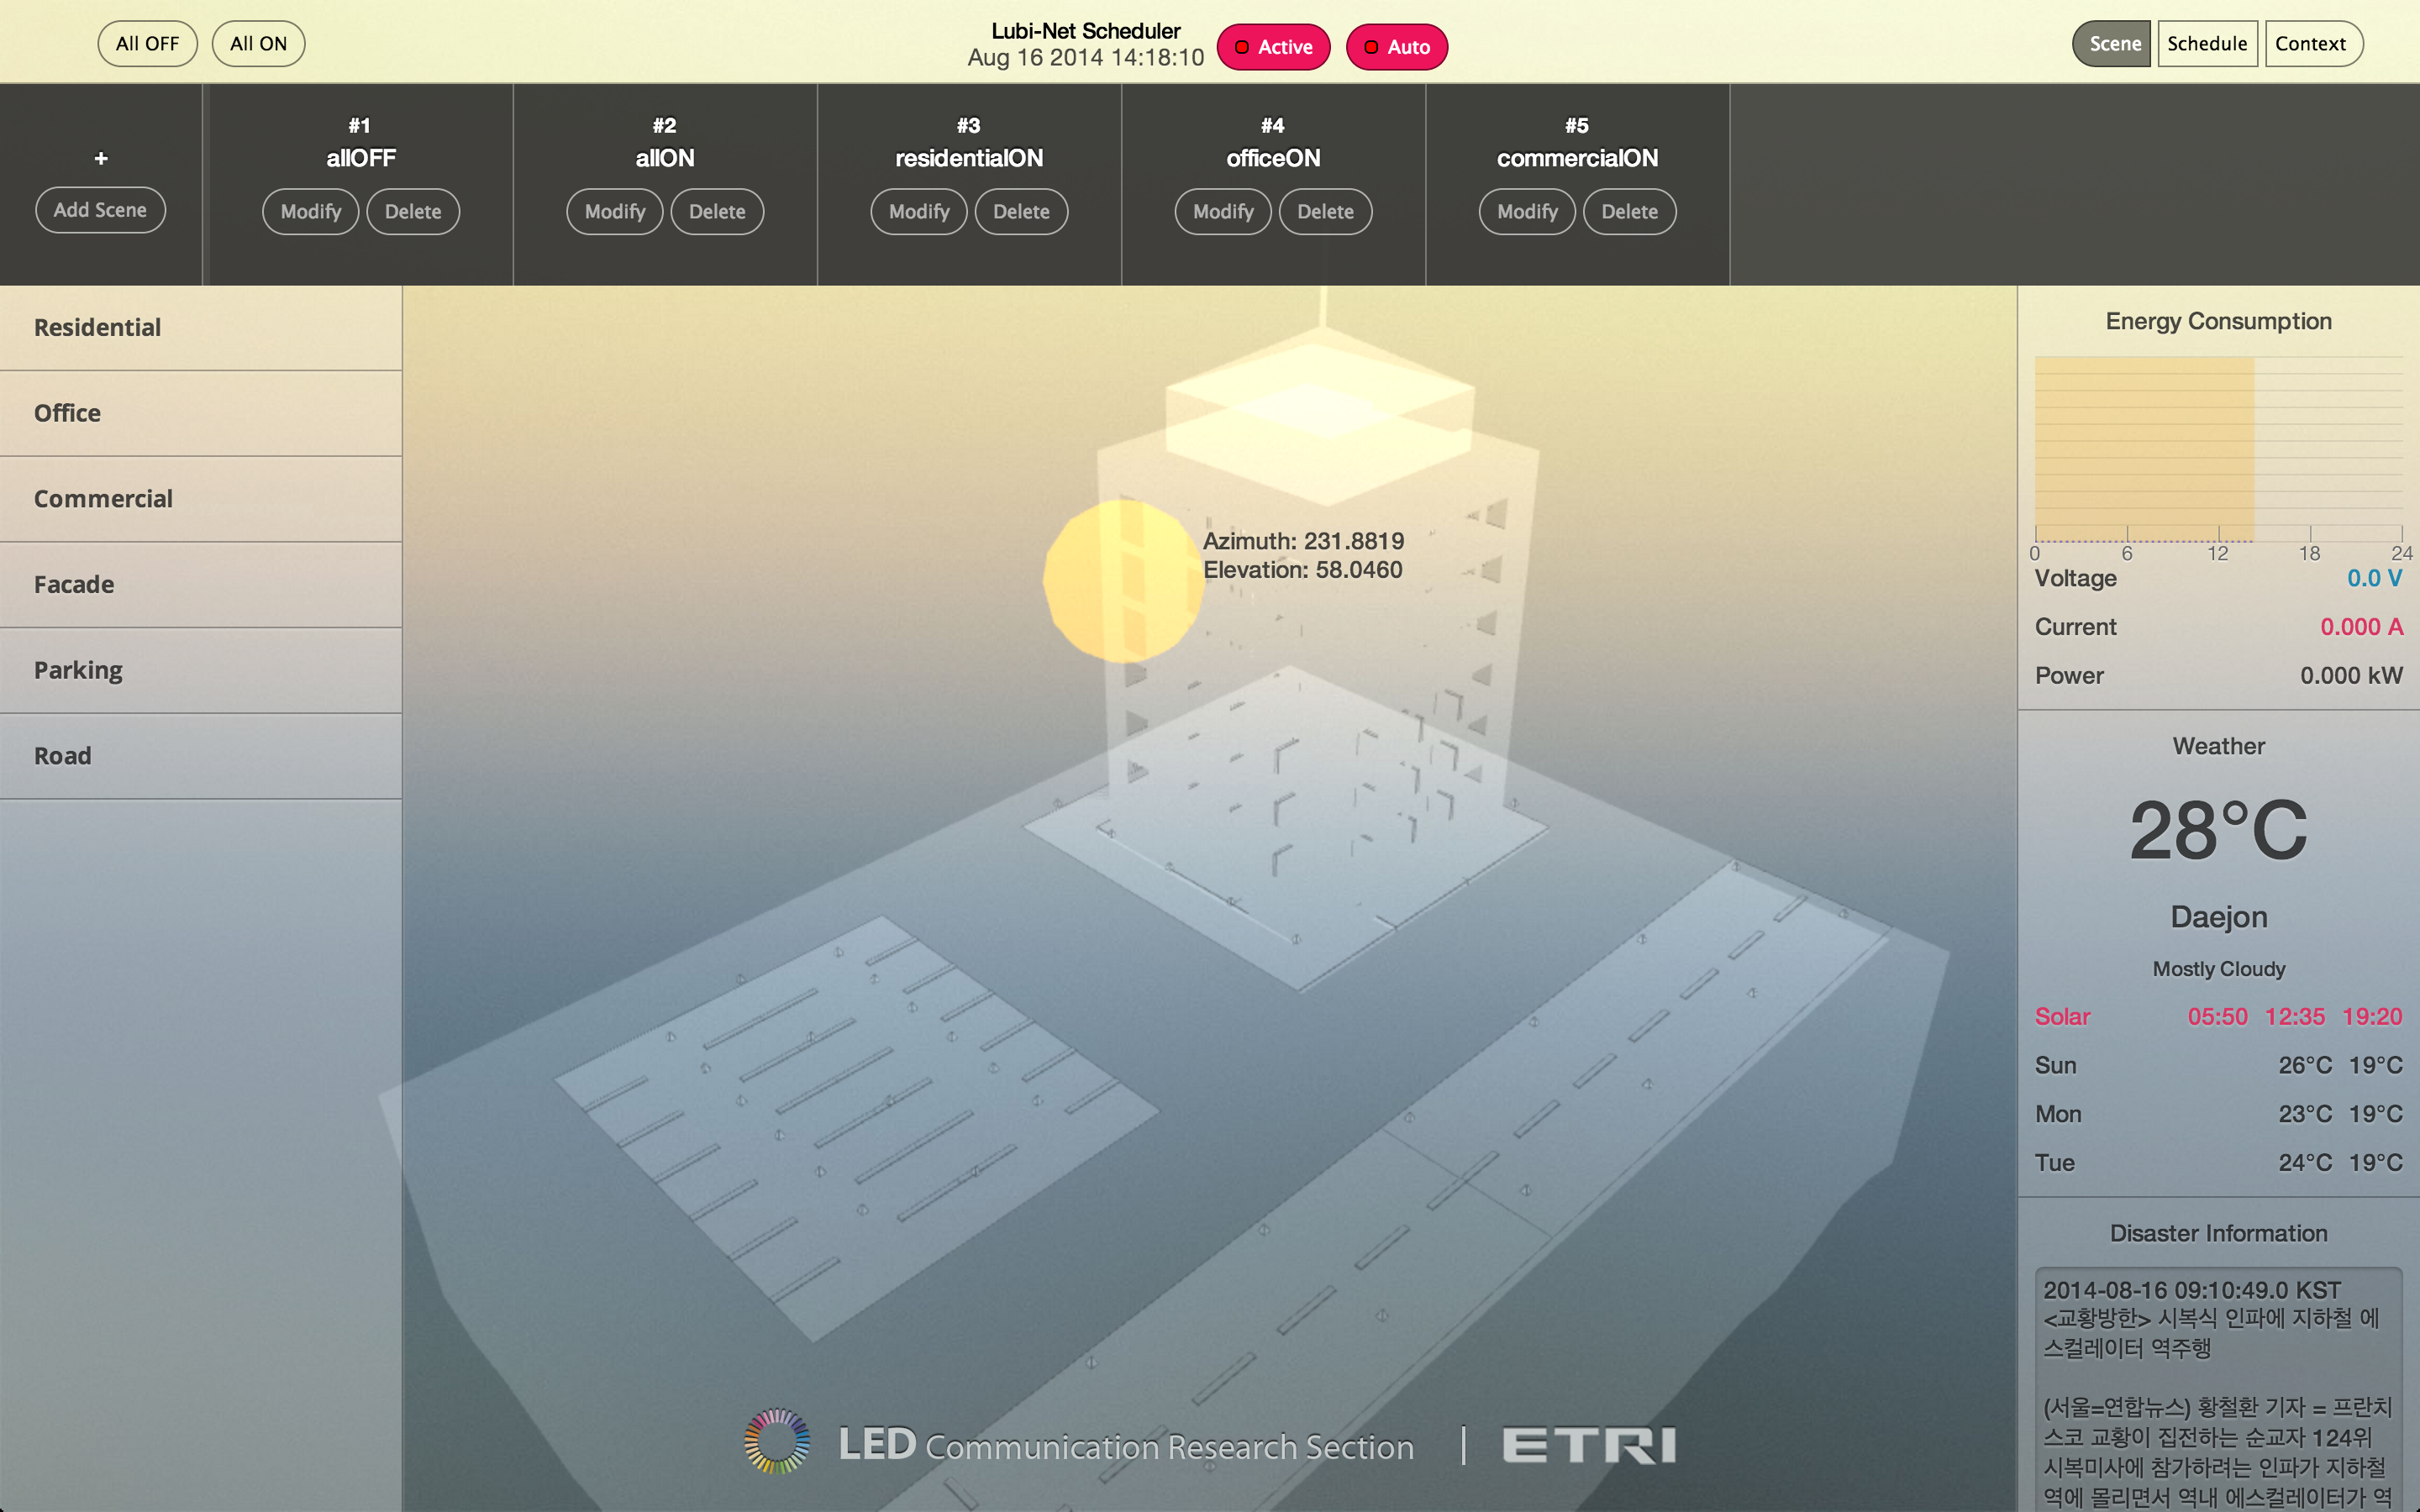 All OFF
All ON
Lubi-Net Scheduler
Aug 16 2014 14:18:10
Active
Auto
Scene
Schedule
Context
+
Add Scene
#1
allOFF
Modify
Delete
#2
allON
Modify
Delete
#3
residentialON
Modify
Delete
#4
officeON
Modify
Delete
#5
commercialON
Modify
Delete
Residential
Office
Commercial
Facade
Parking
Road
Azimuth: 231.8819
Elevation: 58.0460
Energy Consumption
0 6 12 18 24
Voltage 0.0 V
Current 0.000 A
Power 0.000 kW
Weather
28°C
Daejon
Mostly Cloudy
Solar 05:50 12:35 19:20
Sun 26°C 19°C
Mon 23°C 19°C
Tue 24°C 19°C
Disaster Information
2014-08-16 09:10:49.0 KST
<교황방한> 시복식 인파에 지하철 에
스컬레이터 역주행
(서울=연합뉴스) 황철환 기자 = 프란치
스코 교황이 집전하는 순교자 124위
시복미사에 참가하려는 인파가 지하철
역에 몰리면서 역내 에스컬레이터가 역
LED Communication Research Section | ETRI